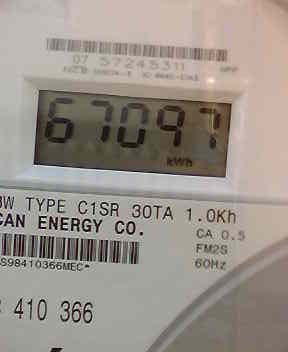 07 57245311
67097
kWh
W TYPE C1SR 30TA 1.0Kh
CAN ENERGY CO.
CA 0.5
FM2S
60Hz
S98410366MEC*
410 366